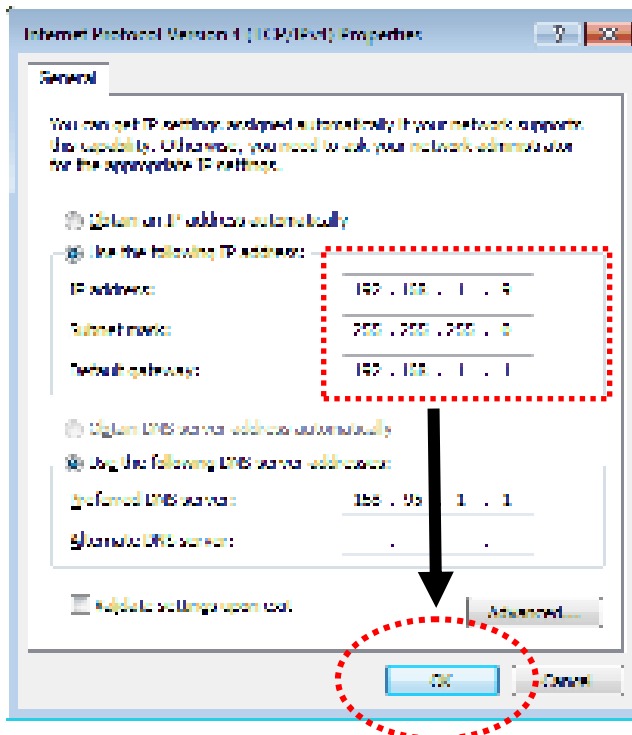 Internet Protocol Version 4 (TCP/IPv4) Properties
General
You can get IP settings assigned automatically if your network supports
this capability. Otherwise, you need to ask your network administrator
for the appropriate IP settings.
Obtain an IP address automatically
Use the following IP address:
IP address: 192 . 168 . 1 . 9
Subnet mask: 255 . 255 . 255 . 0
Default gateway: 192 . 168 . 1 . 1
Obtain DNS server address automatically
Use the following DNS server addresses:
Preferred DNS server: . 1 . 1
Alternate DNS server: . . .
Validate settings upon exit
Advanced...
OK
Cancel